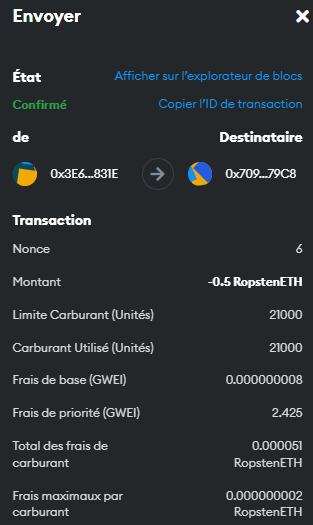 Envoyer
État Afficher sur l'explorateur de blocs
Confirmé Copier l'ID de transaction
de Destinataire
0x3E6...831E 0x709...79C8
Transaction
Nonce 6
Montant -0.5 RopstenETH
Limite Carburant (Unités) 21000
Carburant Utilisé (Unités) 21000
Frais de base (GWEI) 0.000000008
Frais de priorité (GWEI) 2.425
Total des frais de 0.000051
carburant RopstenETH
Frais maximaux par 0.000000002
carburant RopstenETH